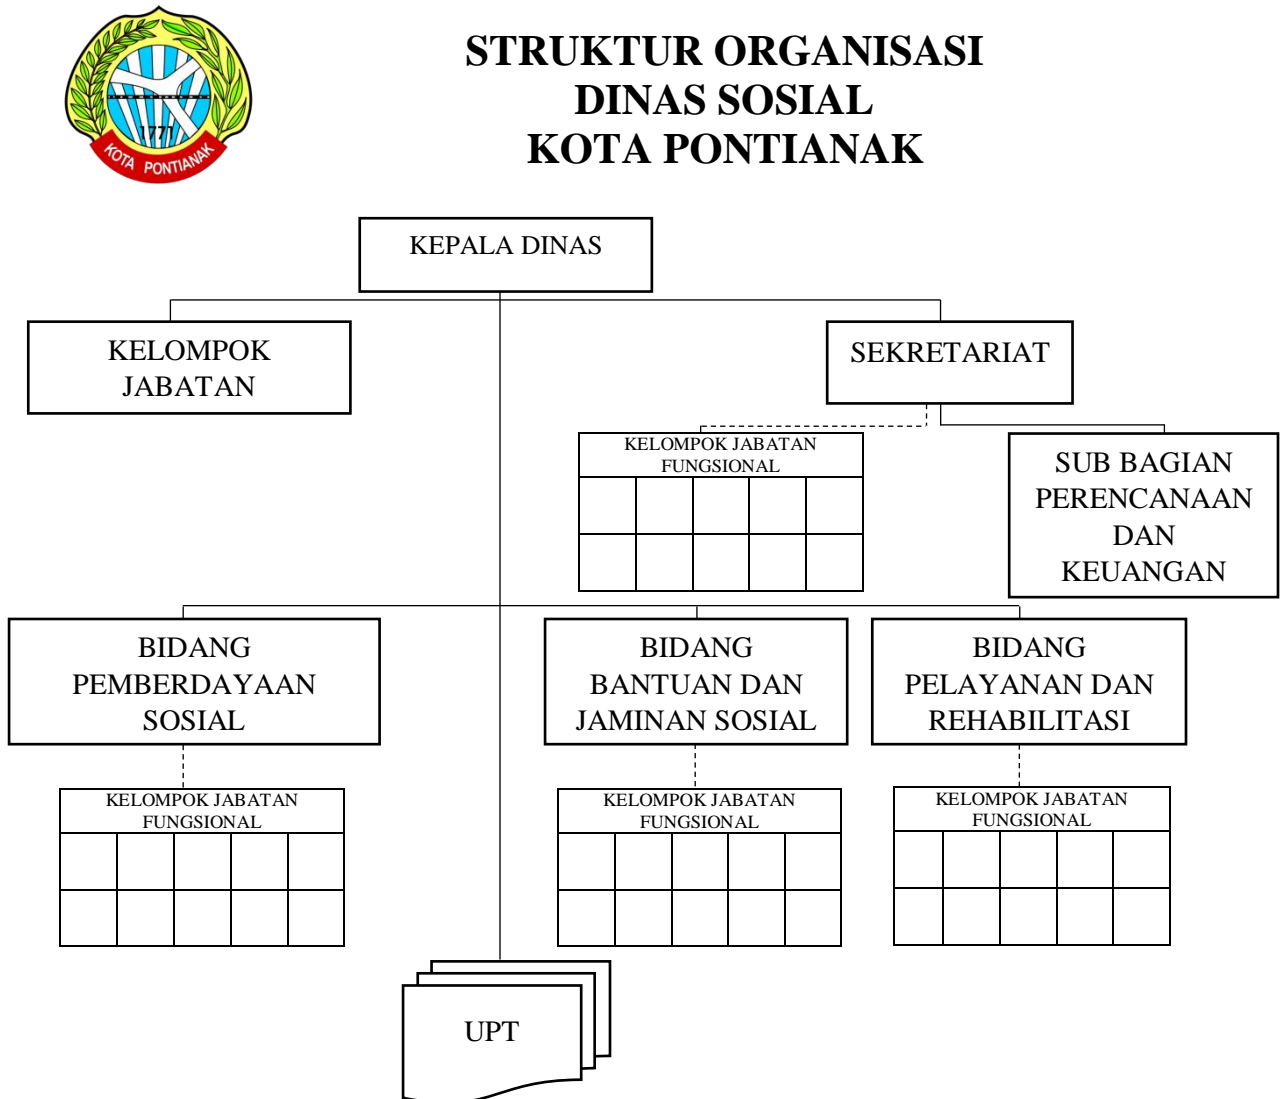 STRUKTUR ORGANISASI
DINAS SOSIAL
KOTA PONTIANAK
1771
KOTA PONTIANAK
KEPALA DINAS
KELOMPOK
JABATAN
SEKRETARIAT
KELOMPOK JABATAN
FUNGSIONAL
SUB BAGIAN
PERENCANAAN
DAN
KEUANGAN
BIDANG
PEMBERDAYAAN
SOSIAL
BIDANG
BANTUAN DAN
JAMINAN SOSIAL
BIDANG
PELAYANAN DAN
REHABILITASI
KELOMPOK JABATAN
FUNGSIONAL
KELOMPOK JABATAN
FUNGSIONAL
KELOMPOK JABATAN
FUNGSIONAL
UPT